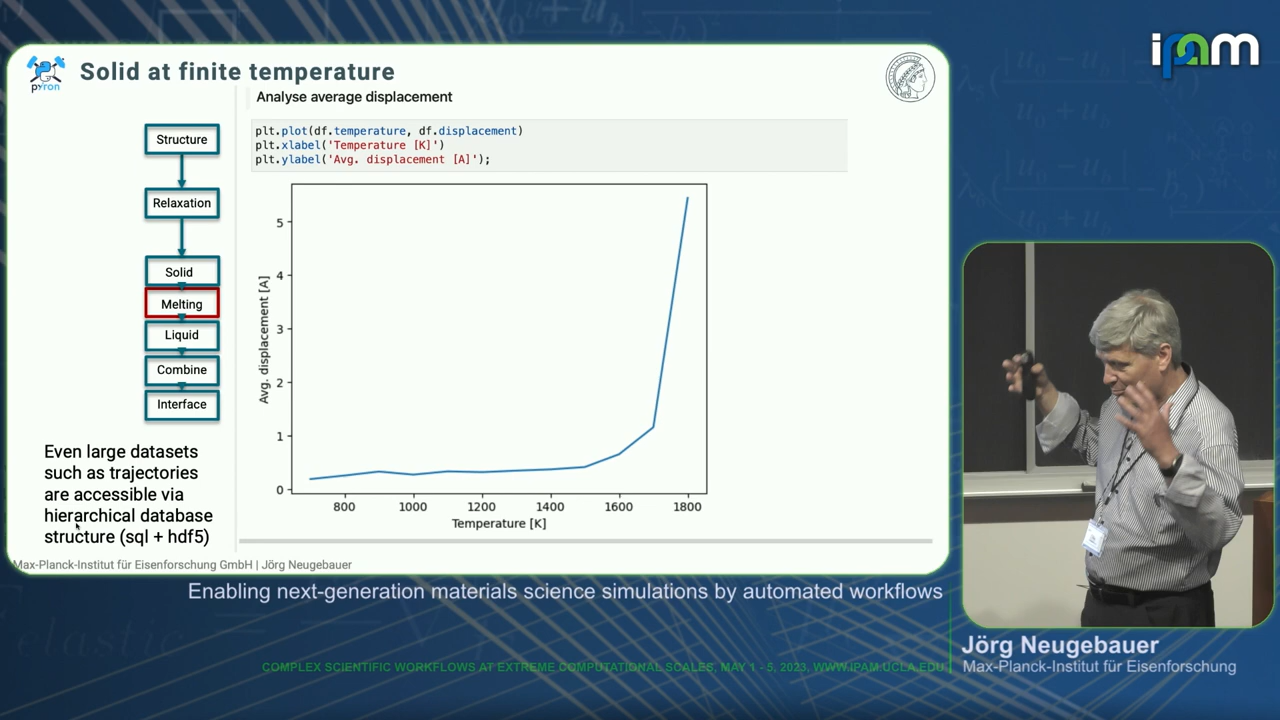 ipam
pyron
Solid at finite temperature
Analyse average displacement
plt.plot(df.temperature, df.displacement)
plt.xlabel('Temperature [K]')
plt.ylabel('Avg. displacement [A]');
Structure
Relaxation
Solid
Melting
Liquid
Combine
Interface
Even large datasets
such as trajectories
are accessible via
hierarchical database
structure (sql + hdf5)
Avg. displacement [A]
5
4
3
2
1
0
800 1000 1200 1400 1600 1800
Temperature [K]
Max-Planck-Institut für Eisenforschung GmbH | Jörg Neugebauer
Enabling next-generation materials science simulations by automated workflows
Jörg Neugebauer
Max-Planck-Institut für Eisenforschung
COMPLEX SCIENTIFIC WORKFLOWS AT EXTREME COMPUTATIONAL SCALES, MAY 1 - 5, 2023, WWW.IPAM.UCLA.EDU
elastic